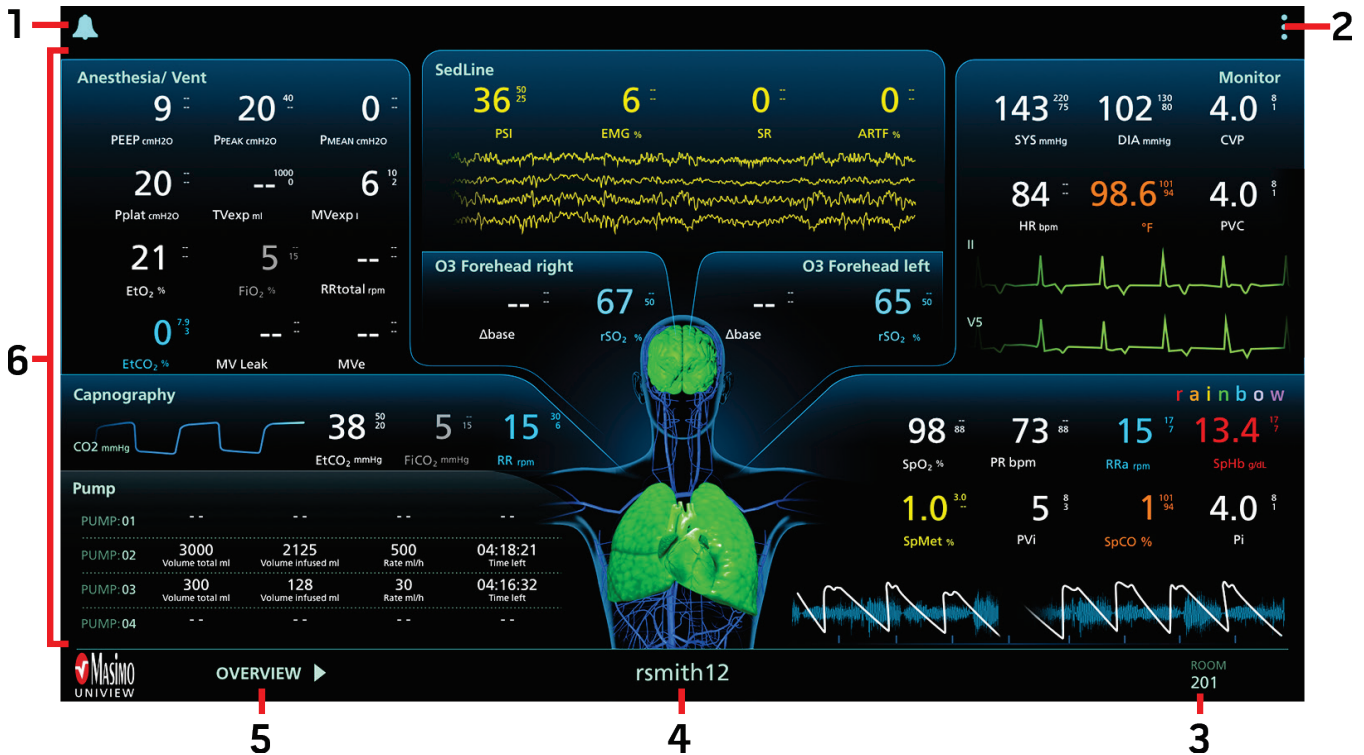 1
2
Anesthesia/ Vent
9 -- --
20 40 --
0 -- --
PEEP cmH2O
PPEAK cmH2O
PMEAN cmH2O
20 -- --
-- 1000 0
6 10 2
Pplat cmH2O
TVexp ml
MVexp l
21 -- --
5 -- 15
-- -- --
EtO₂ %
FiO₂ %
RRtotal rpm
0 7.9 3
-- -- --
-- -- --
EtCO₂ %
MV Leak
MVe
SedLine
36 50 25
6 -- --
0 -- --
0 -- --
PSI
EMG %
SR
ARTF %
O3 Forehead right
-- -- --
67 -- 50
Δbase
rSO₂ %
O3 Forehead left
-- -- --
65 -- 50
Δbase
rSO₂ %
Monitor
143 220 75
102 130 80
4.0 8 1
SYS mmHg
DIA mmHg
CVP
84 -- --
98.6 101 94
4.0 8 1
HR bpm
°F
PVC
II
V5
6
Capnography
CO2 mmHg
38 50 20
5 -- 15
15 30 6
EtCO₂ mmHg
FiCO₂ mmHg
RR rpm
Pump
PUMP:01 -- -- -- --
PUMP:02 3000 2125 500 04:18:21
Volume total ml Volume infused ml Rate ml/h Time left
PUMP:03 300 128 30 04:16:32
Volume total ml Volume infused ml Rate ml/h Time left
PUMP:04 -- -- -- --
rainbow
98 -- 88
73 -- 88
15 17 7
13.4 17 7
SpO₂ %
PR bpm
RRa rpm
SpHb g/dL
1.0 3.0 --
5 8 3
1 101 94
4.0 8 1
SpMet %
PVi
SpCO %
Pi
MASIMO
UNIVIEW
OVERVIEW
rsmith12
ROOM
201
5
4
3